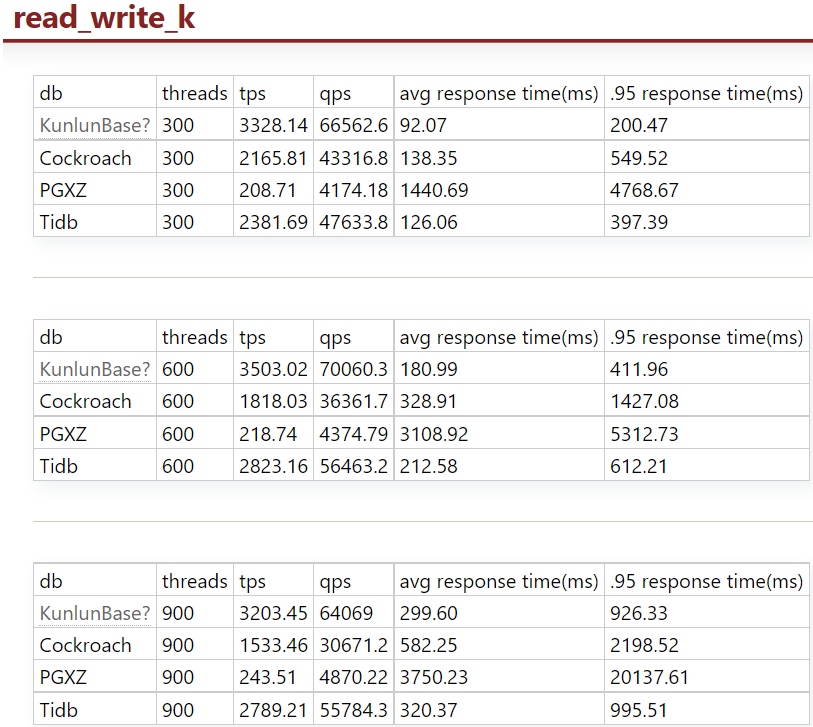 read_write_k
db threads tps qps avg response time(ms) .95 response time(ms)
KunlunBase? 300 3328.14 66562.6 92.07 200.47
Cockroach 300 2165.81 43316.8 138.35 549.52
PGXZ 300 208.71 4174.18 1440.69 4768.67
Tidb 300 2381.69 47633.8 126.06 397.39
db threads tps qps avg response time(ms) .95 response time(ms)
KunlunBase? 600 3503.02 70060.3 180.99 411.96
Cockroach 600 1818.03 36361.7 328.91 1427.08
PGXZ 600 218.74 4374.79 3108.92 5312.73
Tidb 600 2823.16 56463.2 212.58 612.21
db threads tps qps avg response time(ms) .95 response time(ms)
KunlunBase? 900 3203.45 64069 299.60 926.33
Cockroach 900 1533.46 30671.2 582.25 2198.52
PGXZ 900 243.51 4870.22 3750.23 20137.61
Tidb 900 2789.21 55784.3 320.37 995.51